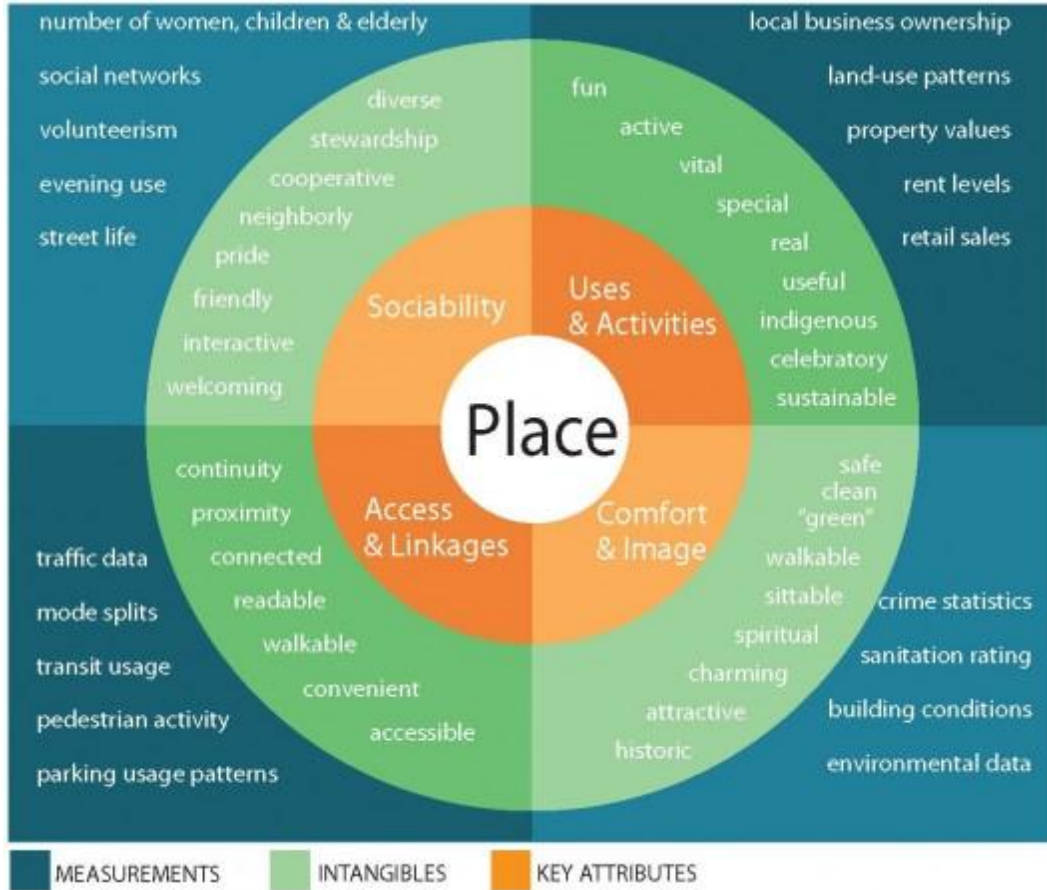 number of women, children & elderly
social networks
volunteerism
evening use
street life
local business ownership
land-use patterns
property values
rent levels
retail sales
diverse
stewardship
cooperative
neighborly
pride
friendly
interactive
welcoming
fun
active
vital
special
real
useful
indigenous
celebratory
sustainable
Sociability
Uses
& Activities
Place
Access
& Linkages
Comfort
& Image
continuity
proximity
connected
readable
walkable
convenient
accessible
safe
clean
"green"
walkable
sittable
spiritual
charming
attractive
historic
traffic data
mode splits
transit usage
pedestrian activity
parking usage patterns
crime statistics
sanitation rating
building conditions
environmental data
MEASUREMENTS
INTANGIBLES
KEY ATTRIBUTES